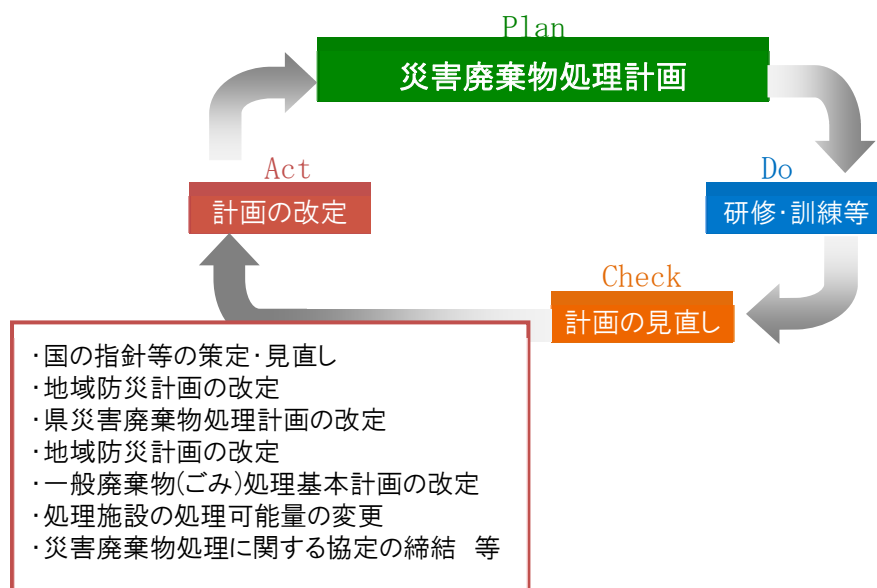 Plan
災害廃棄物処理計画
Act
計画の改定
Do
研修・訓練等
Check
計画の見直し
・国の指針等の策定・見直し
・地域防災計画の改定
・県災害廃棄物処理計画の改定
・地域防災計画の改定
・一般廃棄物(ごみ)処理基本計画の改定
・処理施設の処理可能量の変更
・災害廃棄物処理に関する協定の締結　等